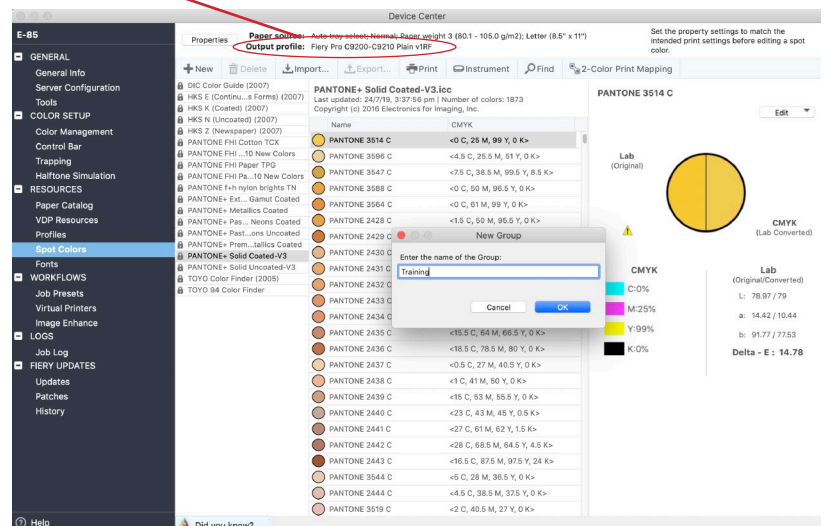 Device Center
E-85
GENERAL
General Info
Server Configuration
Tools
COLOR SETUP
Color Management
Control Bar
Trapping
Halftone Simulation
RESOURCES
Paper Catalog
VDP Resources
Profiles
Spot Colors
Fonts
WORKFLOWS
Job Presets
Virtual Printers
Image Enhance
LOGS
Job Log
FIERY UPDATES
Updates
Patches
History
Help
Properties
Paper source: Auto tray select; Normal; Paper weight 3 (80.1 - 105.0 g/m2); Letter (8.5" x 11")
Output profile: Fiery Pro C9200-C9210 Plain v1RF
Set the property settings to match the
intended print settings before editing a spot
color.
New Delete Import... Export... Print Instrument Find 2-Color Print Mapping
DIC Color Guide (2007)
HKS E (Continu...s Forms) (2007)
HKS K (Coated) (2007)
HKS N (Uncoated) (2007)
HKS Z (Newspaper) (2007)
PANTONE FHI Cotton TCX
PANTONE FHI ...10 New Colors
PANTONE FHI Paper TPG
PANTONE FHI Pa...10 New Colors
PANTONE f+h nylon brights TN
PANTONE+ Ext... Gamut Coated
PANTONE+ Metallics Coated
PANTONE+ Pas... Neons Coated
PANTONE+ Past...ons Uncoated
PANTONE+ Prem...tallics Coated
PANTONE+ Solid Coated-V3
PANTONE+ Solid Uncoated-V3
TOYO Color Finder (2005)
TOYO 94 Color Finder
PANTONE+ Solid Coated-V3.icc
Last updated: 24/7/19, 3:37:56 pm | Number of colors: 1873
Copyright (c) 2016 Electronics for Imaging, Inc.
Name CMYK
PANTONE 3514 C <0 C, 25 M, 99 Y, 0 K>
PANTONE 3596 C <4.5 C, 25.5 M, 51 Y, 0 K>
PANTONE 3547 C <7.5 C, 38.5 M, 99.5 Y, 8.5 K>
PANTONE 3588 C <0 C, 50 M, 96.5 Y, 0 K>
PANTONE 3564 C <0 C, 61 M, 99 Y, 0 K>
PANTONE 2428 C <1.5 C, 50 M, 95.5 Y, 0 K>
PANTONE 2429 C
PANTONE 2430 C
PANTONE 2431 C
PANTONE 2432 C
PANTONE 2433 C
PANTONE 2434 C
PANTONE 2435 C <15.5 C, 64 M, 66.5 Y, 0 K>
PANTONE 2436 C <18.5 C, 78.5 M, 80 Y, 0 K>
PANTONE 2437 C <0.5 C, 27 M, 40.5 Y, 0 K>
PANTONE 2438 C <1 C, 41 M, 50 Y, 0 K>
PANTONE 2439 C <15 C, 53 M, 55.5 Y, 0 K>
PANTONE 2440 C <23 C, 43 M, 45 Y, 0.5 K>
PANTONE 2441 C <27 C, 61 M, 62 Y, 1.5 K>
PANTONE 2442 C <28 C, 68.5 M, 64.5 Y, 4.5 K>
PANTONE 2443 C <16.5 C, 87.5 M, 97.5 Y, 24 K>
PANTONE 3544 C <5 C, 28 M, 36.5 Y, 0 K>
PANTONE 2444 C <4.5 C, 38.5 M, 37.5 Y, 0 K>
PANTONE 3519 C <2 C, 40.5 M, 27 Y, 0 K>
New Group
Enter the name of the Group:
Training
Cancel OK
PANTONE 3514 C
Edit
Lab
(Original)
CMYK
(Lab Converted)
CMYK
C:0%
M:25%
Y:99%
K:0%
Lab
(Original/Converted)
L: 78.97 / 79
a: 14.42 / 10.44
b: 91.77 / 77.53
Delta - E : 14.78
Did you know?